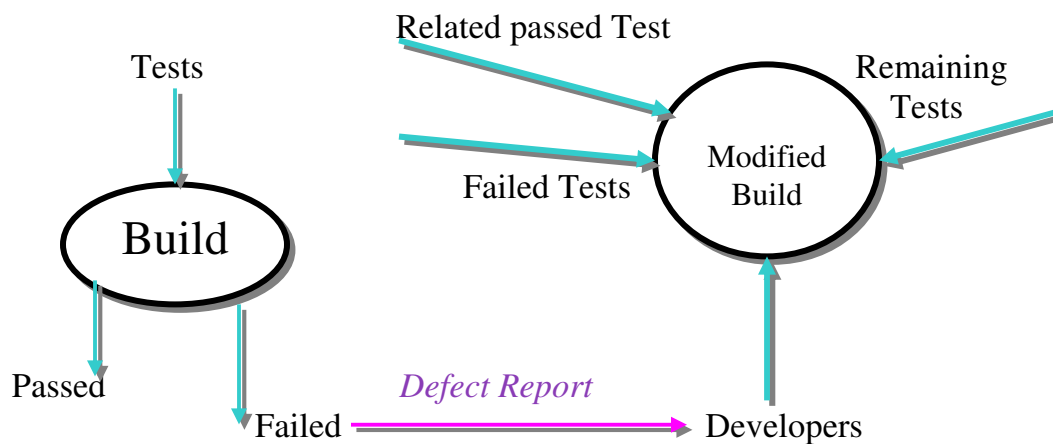 Tests
Build
Passed
Failed
Defect Report
Developers
Related passed Test
Failed Tests
Modified
Build
Remaining
Tests